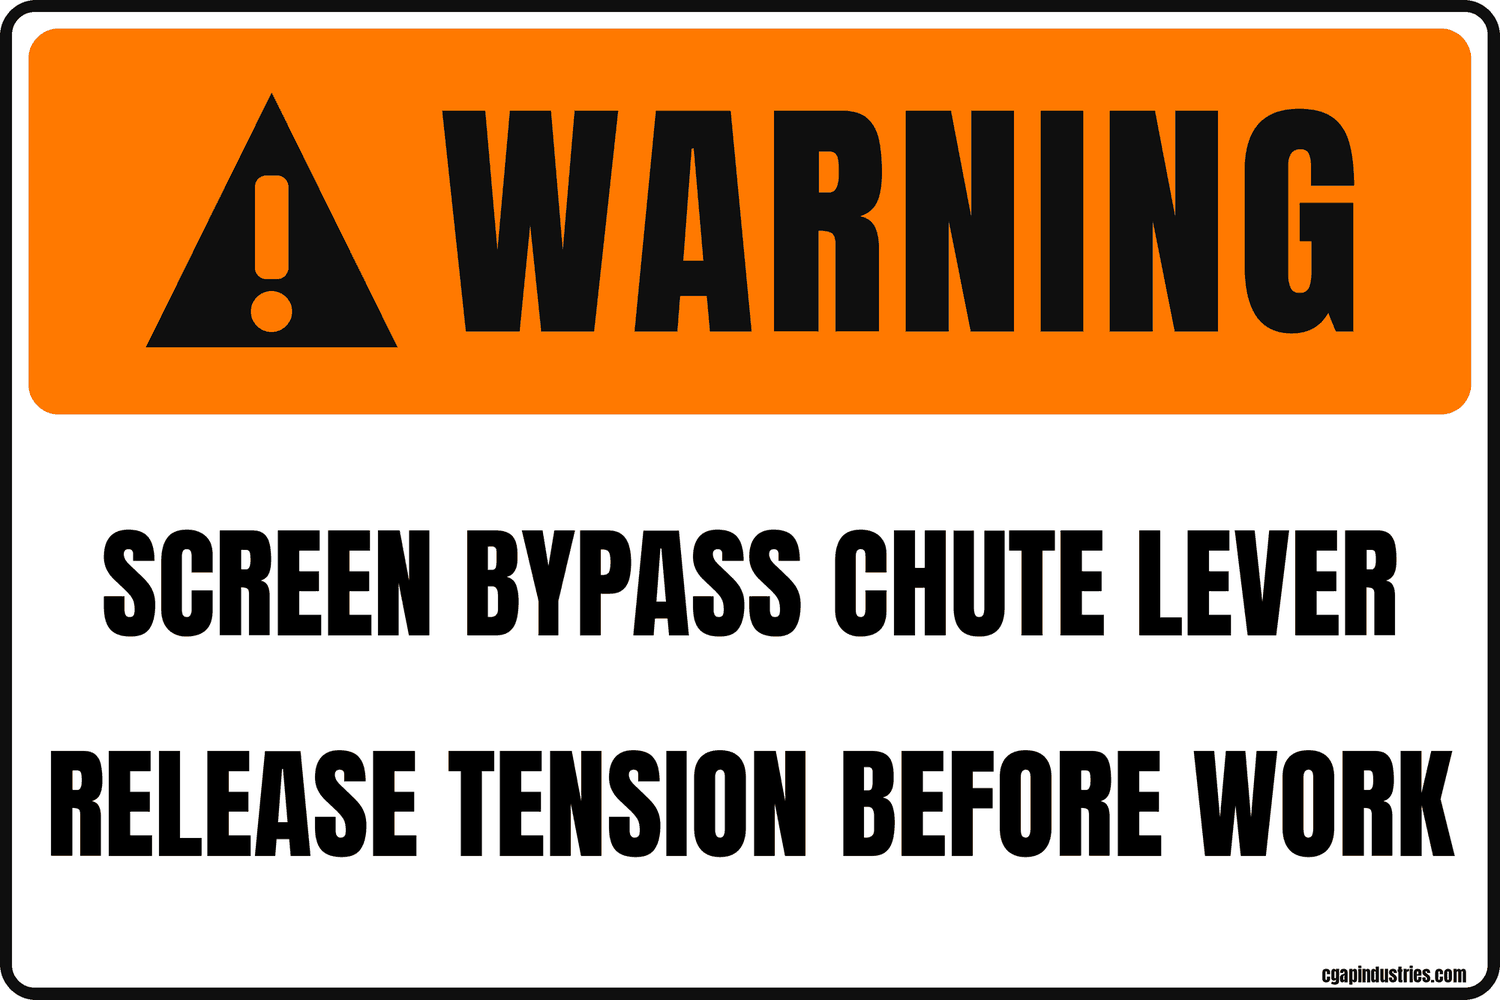 WARNING
SCREEN BYPASS CHUTE LEVER
RELEASE TENSION BEFORE WORK
cgapindustries.com